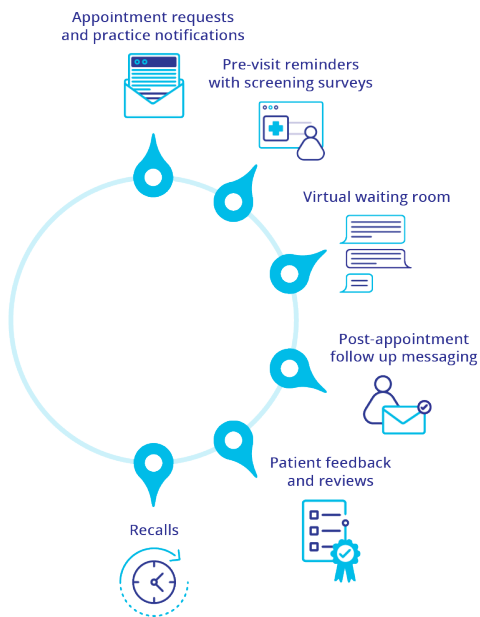 Appointment requests
and practice notifications
Pre-visit reminders
with screening surveys
Virtual waiting room
Post-appointment
follow up messaging
Patient feedback
and reviews
Recalls